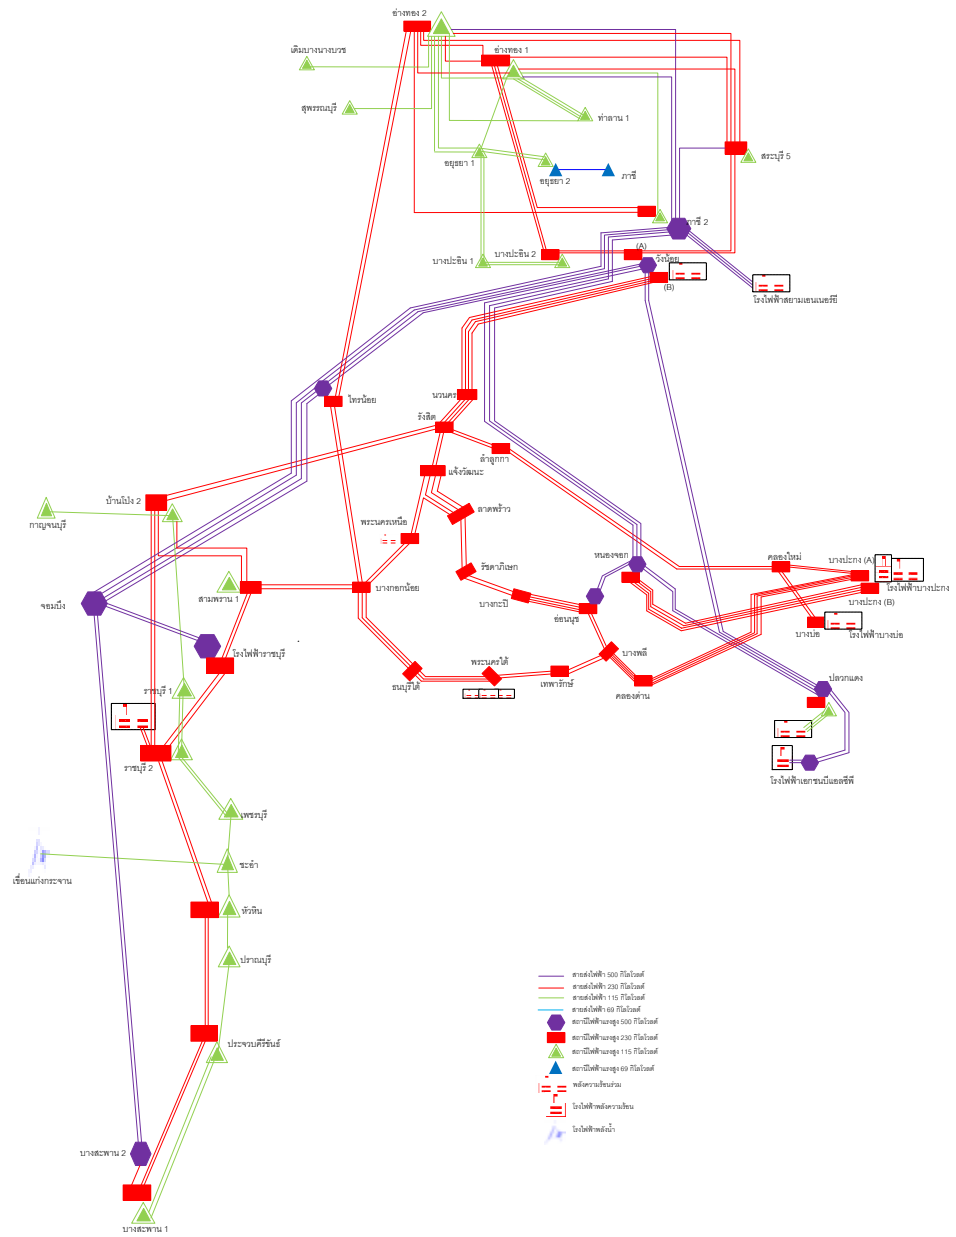 อ่างทอง 2
เดิมบางนางบวช
อ่างทอง 1
สุพรรณบุรี
ท่าลาน 1
สระบุรี 5
อยุธยา 1
อยุธยา 2
ภาชี
ภาชี 2
บางปะอิน 1
บางปะอิน 2
(A)
วังน้อย
(B)
โรงไฟฟ้าสยามเอนเนอร์ยี
ไทรน้อย
นวนคร
รังสิต
ลำลูกกา
แจ้งวัฒนะ
บ้านโป่ง 2
กาญจนบุรี
ลาดพร้าว
พระนครเหนือ
รัชดาภิเษก
หนองจอก
คลองใหม่
บางปะกง (A)
โรงไฟฟ้าบางปะกง
บางปะกง (B)
สามพราน 1
บางกอกน้อย
บางกะปิ
อ่อนนุช
จอมบึง
โรงไฟฟ้าราชบุรี
บางบ่อ
โรงไฟฟ้าบางบ่อ
บางพลี
พระนครใต้
เทพารักษ์
คลองด่าน
ธนบุรีใต้
ราชบุรี 1
ปลวกแดง
ราชบุรี 2
โรงไฟฟ้าเอกชนบีแอลซีพี
เพชรบุรี
ชะอำ
เขื่อนแก่งกระจาน
หัวหิน
ปราณบุรี
สายส่งไฟฟ้า 500 กิโลโวลต์
สายส่งไฟฟ้า 230 กิโลโวลต์
สายส่งไฟฟ้า 115 กิโลโวลต์
สายส่งไฟฟ้า 69 กิโลโวลต์
สถานีไฟฟ้าแรงสูง 500 กิโลโวลต์
สถานีไฟฟ้าแรงสูง 230 กิโลโวลต์
สถานีไฟฟ้าแรงสูง 115 กิโลโวลต์
สถานีไฟฟ้าแรงสูง 69 กิโลโวลต์
พลังความร้อนร่วม
โรงไฟฟ้าพลังความร้อน
โรงไฟฟ้าพลังน้ำ
ประจวบคีรีขันธ์
บางสะพาน 2
บางสะพาน 1